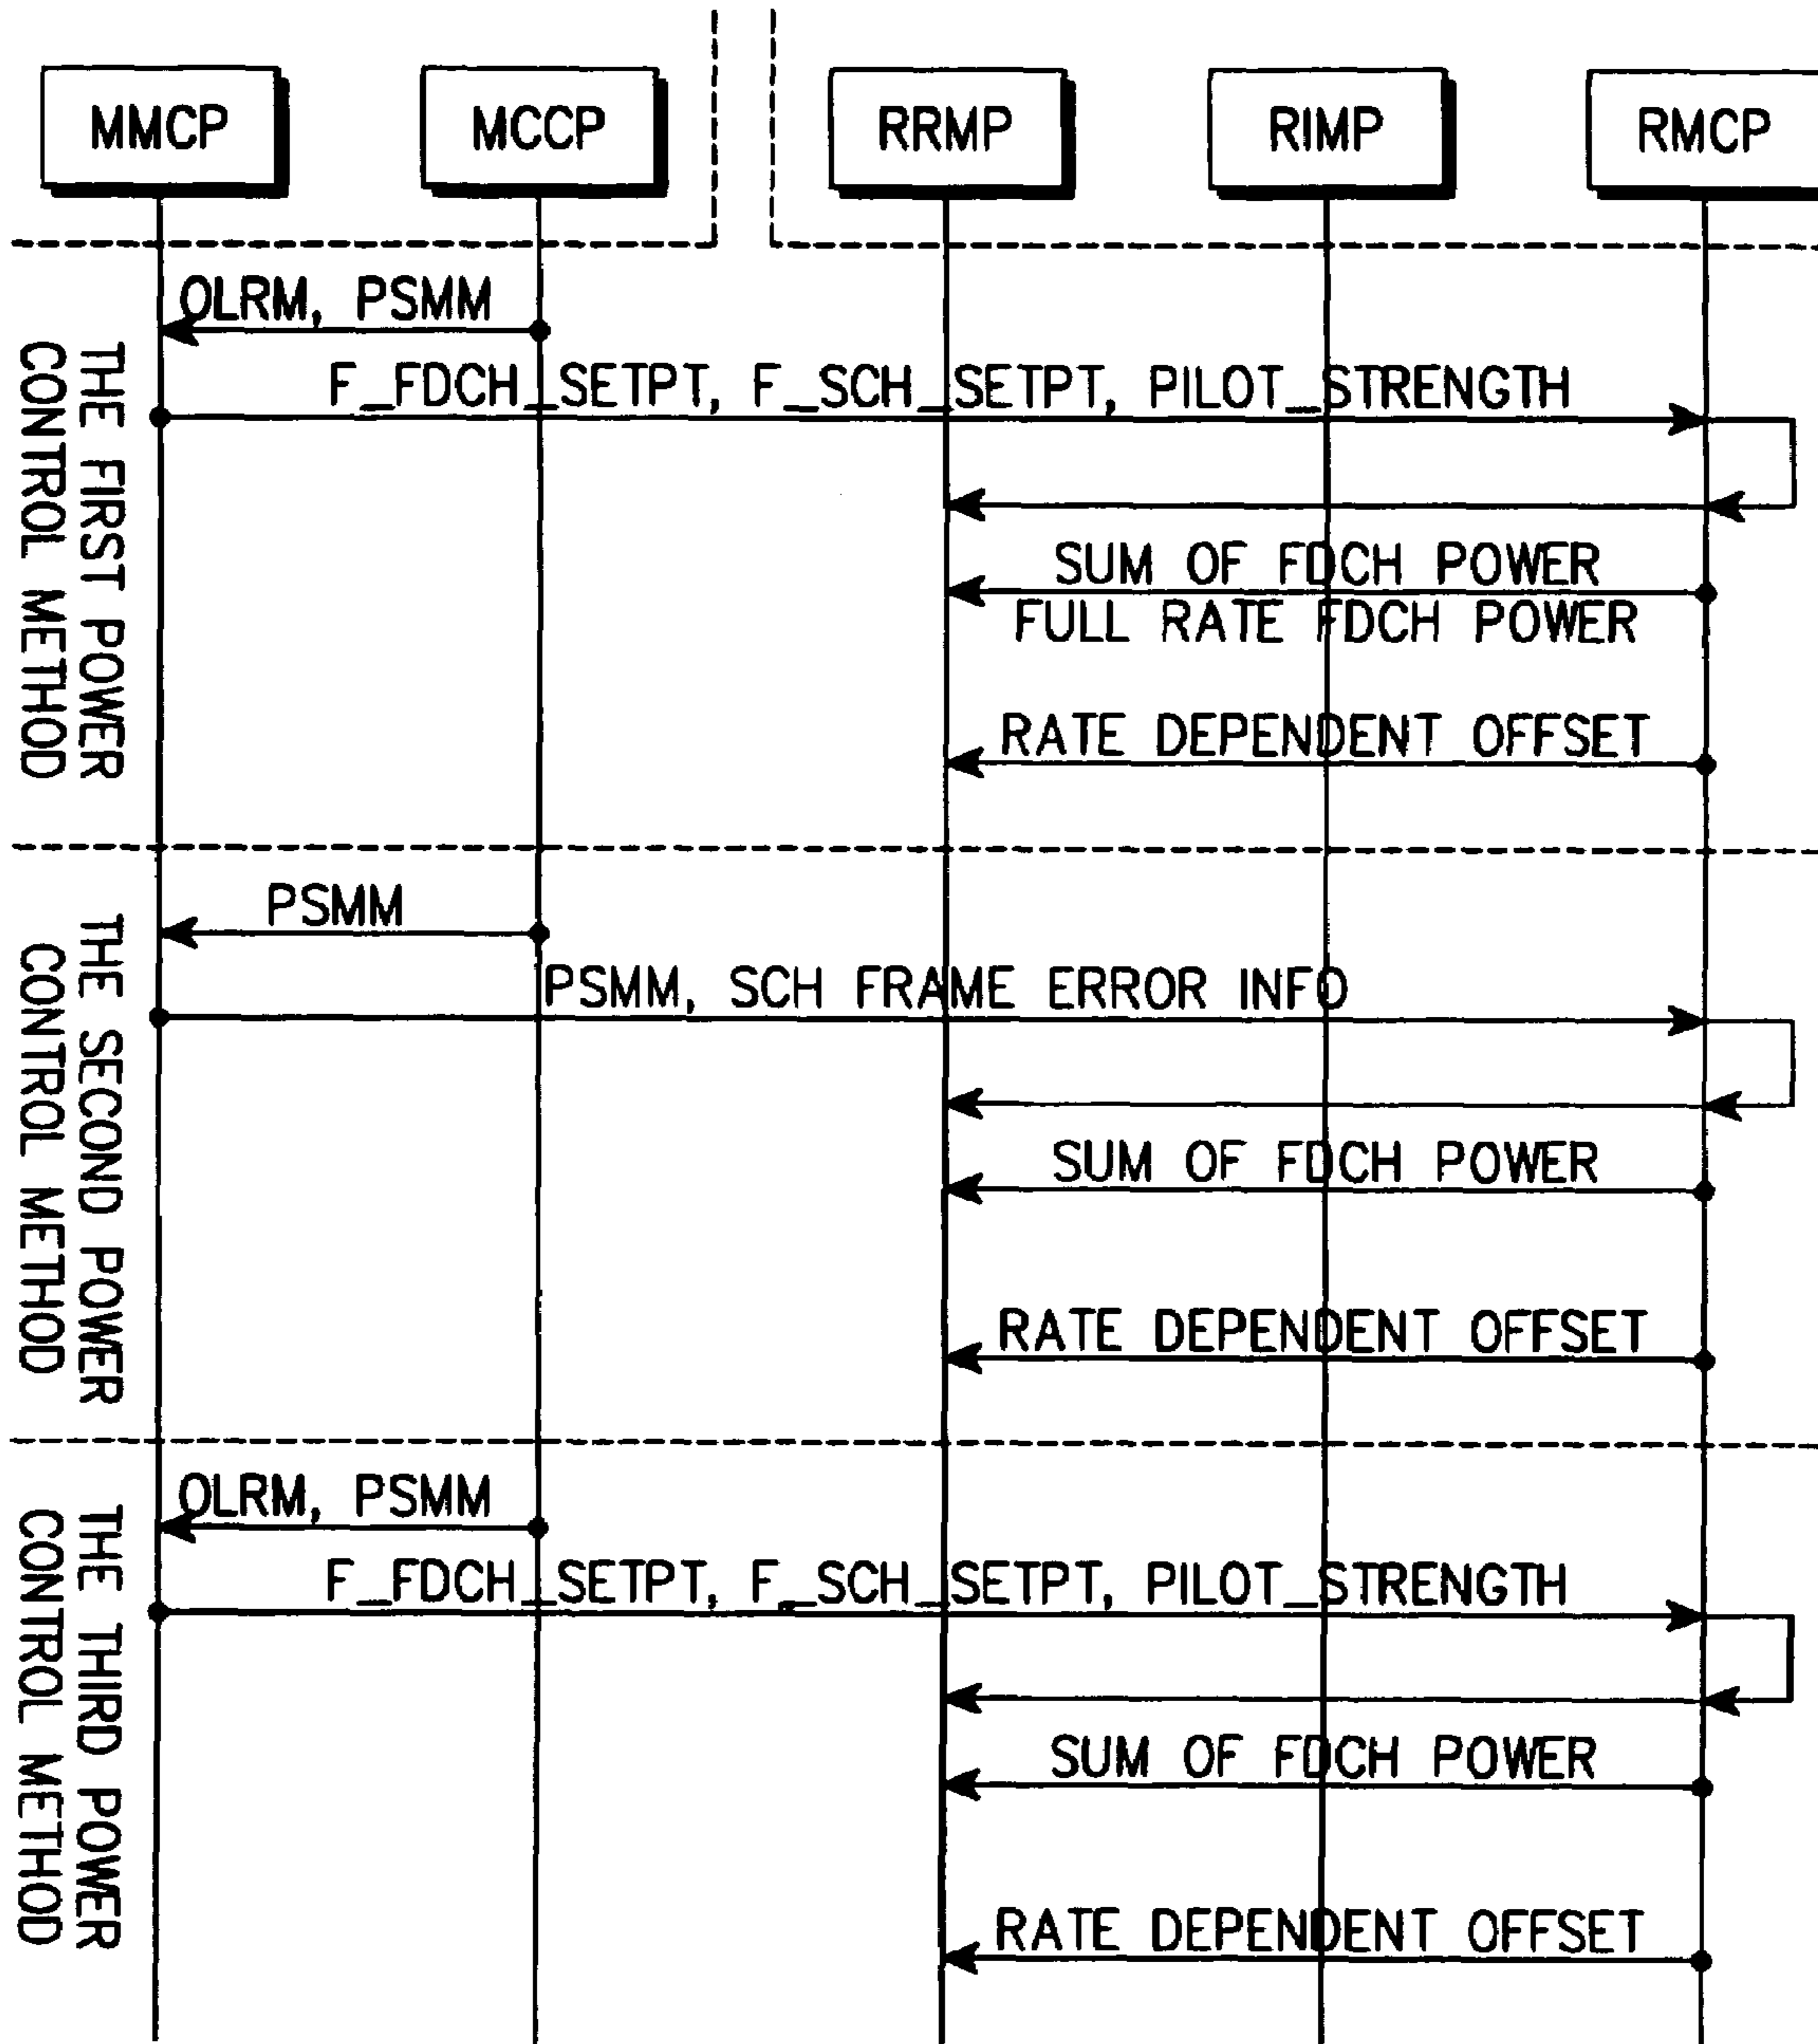 MMCP
MCCP
RRMP
RIMP
RMCP
THE FIRST POWER
CONTROL METHOD
OLRM, PSMM
F_FDCH_SETPT, F_SCH_SETPT, PILOT_STRENGTH
SUM OF FDCH POWER
FULL RATE FDCH POWER
RATE DEPENDENT OFFSET
THE SECOND POWER
CONTROL METHOD
PSMM
PSMM, SCH FRAME ERROR INFO
SUM OF FDCH POWER
RATE DEPENDENT OFFSET
THE THIRD POWER
CONTROL METHOD
OLRM, PSMM
F_FDCH_SETPT, F_SCH_SETPT, PILOT_STRENGTH
SUM OF FDCH POWER
RATE DEPENDENT OFFSET